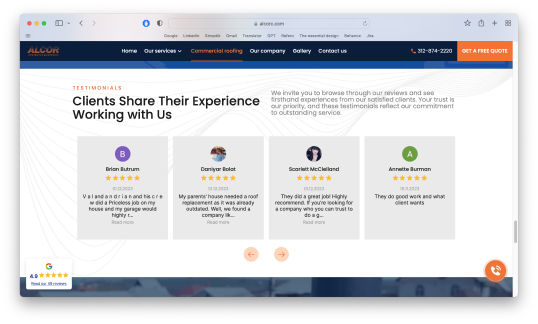 alcorc.com
Google LinkedIn Simpals Gmail Translator GPT Refero The essential design Behance Jira
ALCOR
Home Our services Commercial roofing Our company Gallery Contact us
312-874-2220
GET A FREE QUOTE
TESTIMONIALS
Clients Share Their Experience
Working with Us
We invite you to browse through our reviews and see
firsthand experiences from our satisfied clients. Your trust is
our priority, and these testimonials reflect our commitment
to outstanding service.
B
Brian Butrum
10.12.2023
V a l and a n d r i a n and his c r e
w did a Priceless job on my
house and my garage would
highly r...
Read more
Daniyar Bolat
My parents' house needed a roof
replacement as it was already
outdated. Well, we found a
company lik...
Read more
Scarlett McClelland
They did a great job! Highly
recommend. If you're looking for
a company who you can trust to
do a g...
Read more
A
Annette Burman
They do good work and what
client wants
4.9